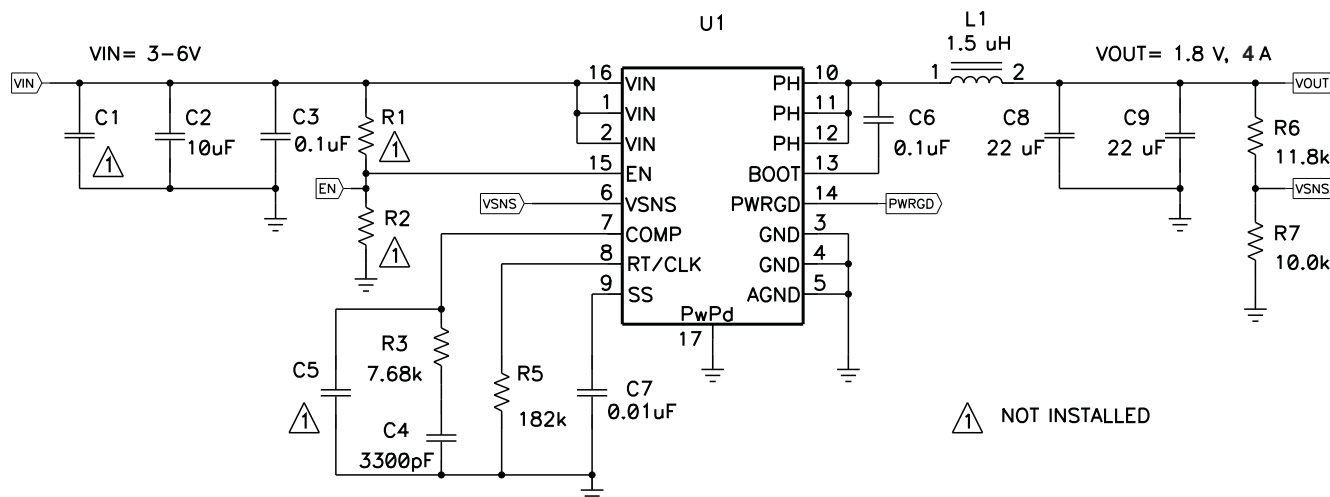 U1
L1
1.5 uH
VIN= 3-6V
VOUT= 1.8 V, 4 A
VIN
16 VIN
1 VIN
2 VIN
15 EN
6 VSNS
7 COMP
8 RT/CLK
9 SS
PH 10
PH 11
PH 12
BOOT 13
PWRGD 14
GND 3
GND 4
AGND 5
PwPd
17
1 2
VOUT
C1
1
C2
10uF
C3
0.1uF
R1
1
EN
R2
1
VSNS
C6
0.1uF
PWRGD
C8
22 uF
C9
22 uF
R6
11.8k
VSNS
R7
10.0k
C5
1
R3
7.68k
C4
3300pF
R5
182k
C7
0.01uF
1 NOT INSTALLED